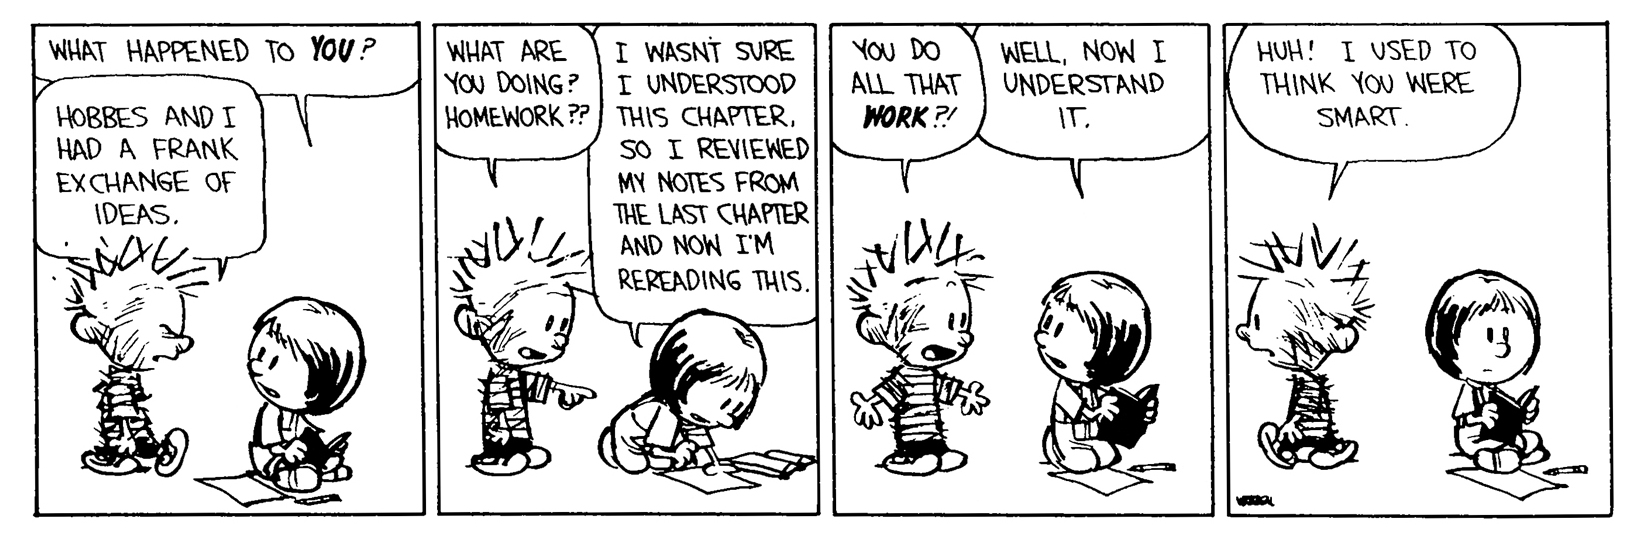 WHAT HAPPENED TO YOU?
HOBBES AND I
HAD A FRANK
EXCHANGE OF
IDEAS.
WHAT ARE
YOU DOING?
HOMEWORK??
I WASN'T SURE
I UNDERSTOOD
THIS CHAPTER,
SO I REVIEWED
MY NOTES FROM
THE LAST CHAPTER
AND NOW I'M
REREADING THIS.
YOU DO
ALL THAT
WORK?!
WELL, NOW I
UNDERSTAND
IT.
HUH! I USED TO
THINK YOU WERE
SMART.